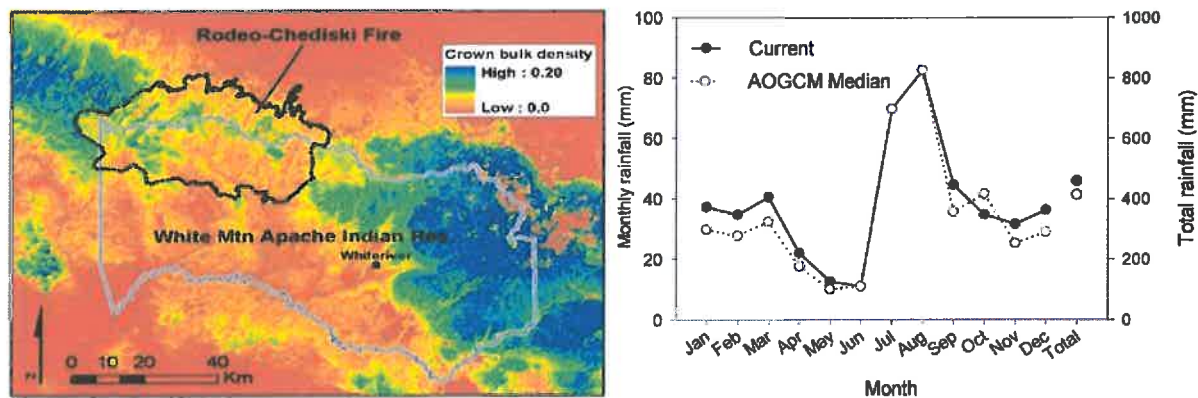 Rodeo-Chediski Fire
Crown bulk density
High : 0.20
Low : 0.0
White Mtn Apache Indian Res
Whiteriver
N
0 10 20 40
Km
Current
AOGCM Median
Monthly rainfall (mm)
100
80
60
40
20
0
Total rainfall (mm)
1000
800
600
400
200
0
Jan Feb Mar Apr May Jun Jul Aug Sep Oct Nov Dec Total
Month